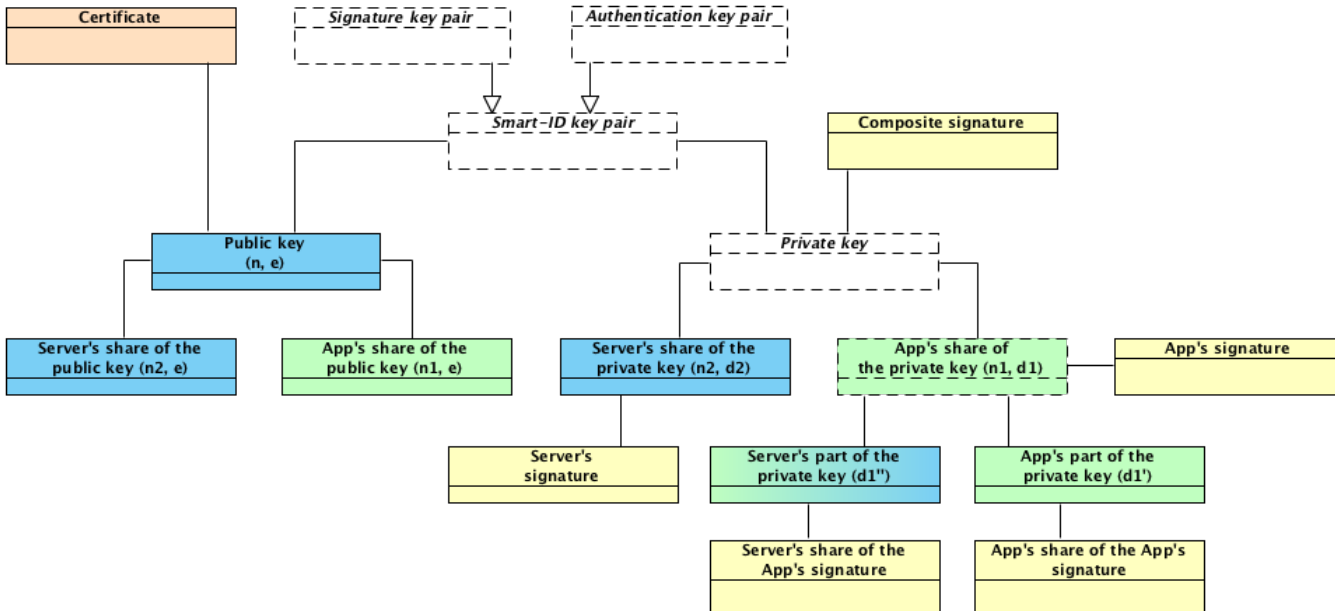 Certificate
Signature key pair
Authentication key pair
Smart-ID key pair
Composite signature
Public key
(n, e)
Private key
Server's share of the
public key (n2, e)
App's share of the
public key (n1, e)
Server's share of the
private key (n2, d2)
App's share of
the private key (n1, d1)
App's signature
Server's
signature
Server's part of the
private key (d1'')
App's part of the
private key (d1')
Server's share of the
App's signature
App's share of the App's
signature